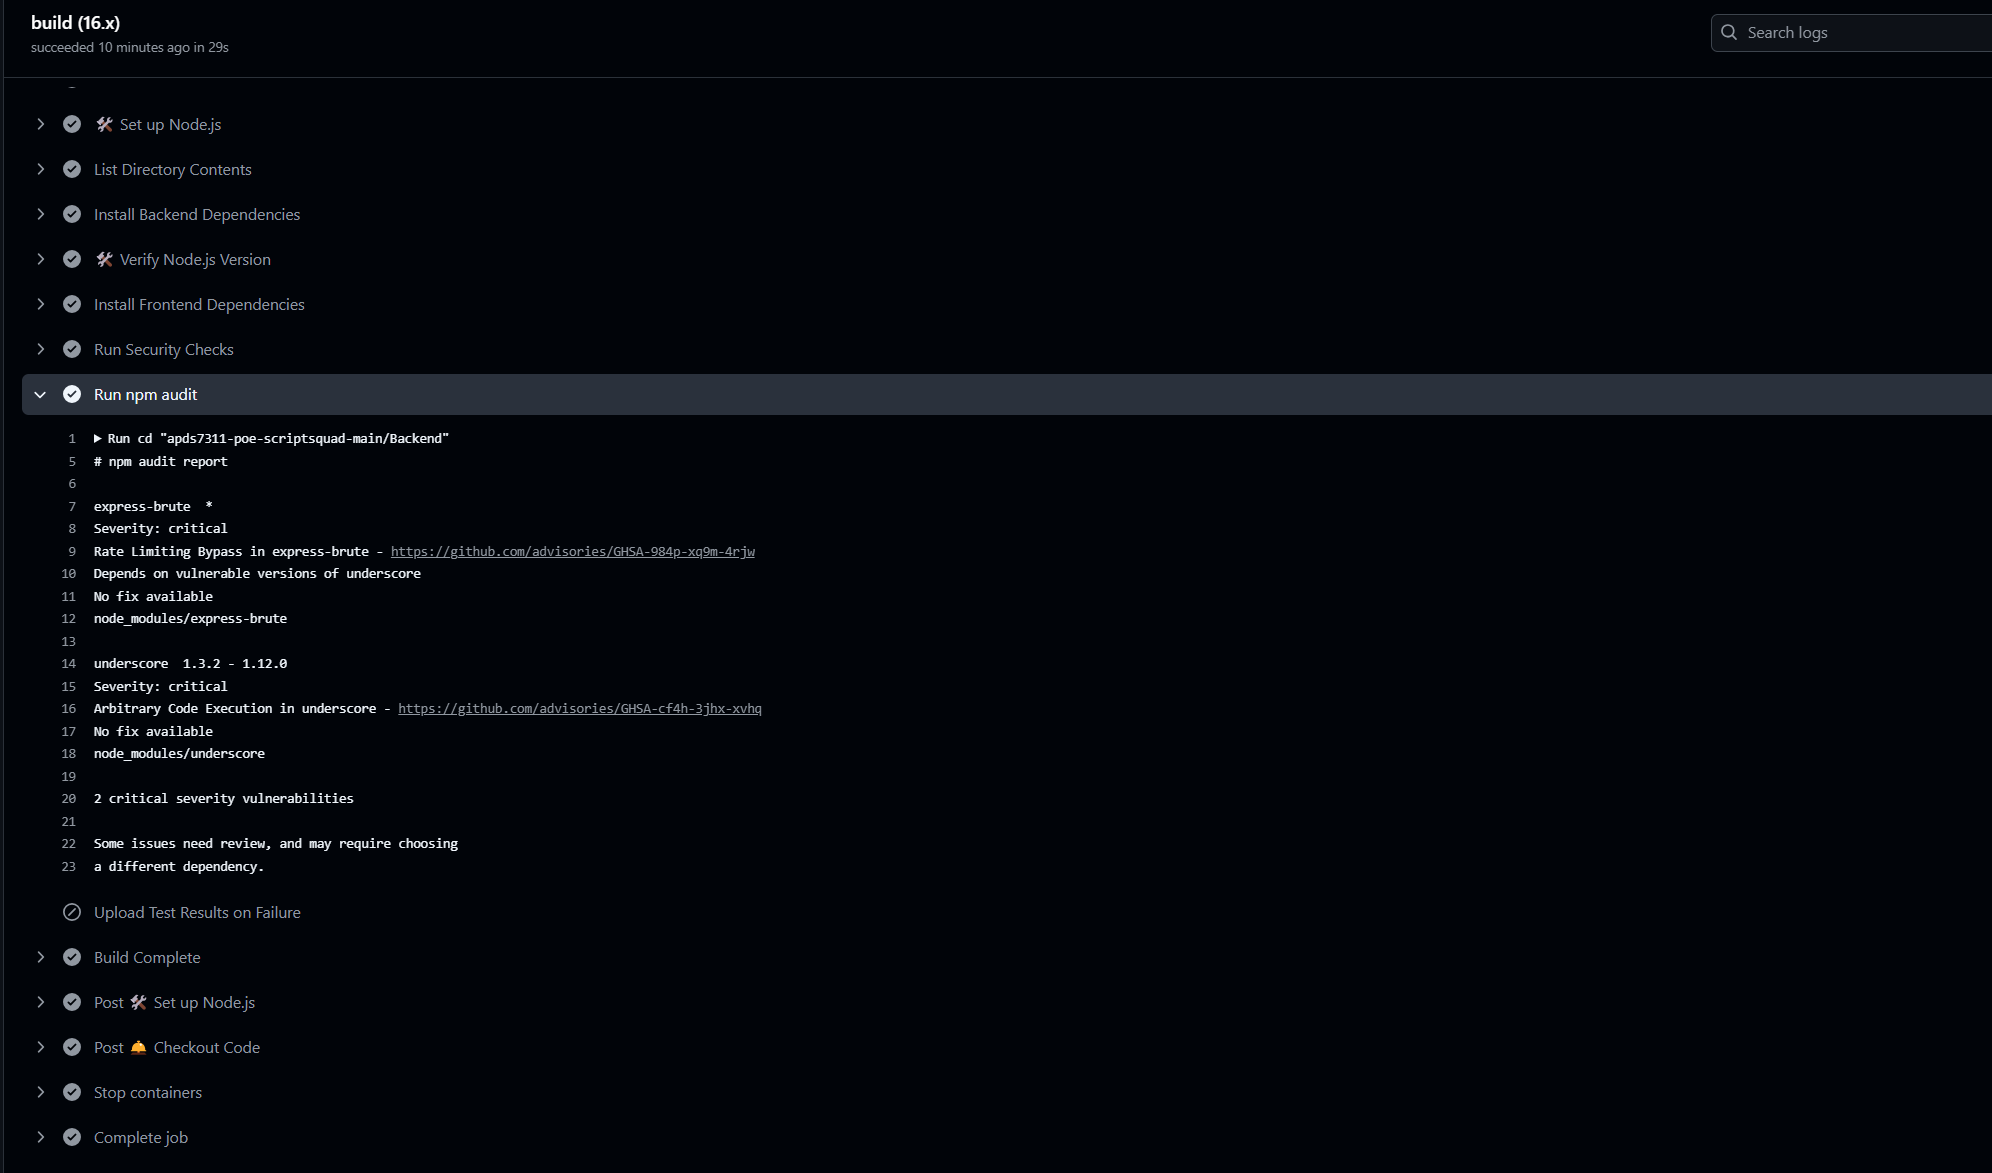 build (16.x)
succeeded 10 minutes ago in 29s
Search logs
Set up Node.js
List Directory Contents
Install Backend Dependencies
Verify Node.js Version
Install Frontend Dependencies
Run Security Checks
Run npm audit
1 Run cd "apds7311-poe-scriptsquad-main/Backend"
5 # npm audit report
6
7 express-brute  *
8 Severity: critical
9 Rate Limiting Bypass in express-brute - https://github.com/advisories/GHSA-984p-xq9m-4rjw
10 Depends on vulnerable versions of underscore
11 No fix available
12 node_modules/express-brute
13
14 underscore  1.3.2 - 1.12.0
15 Severity: critical
16 Arbitrary Code Execution in underscore - https://github.com/advisories/GHSA-cf4h-3jhx-xvhq
17 No fix available
18 node_modules/underscore
19
20 2 critical severity vulnerabilities
21
22 Some issues need review, and may require choosing
23 a different dependency.
Upload Test Results on Failure
Build Complete
Post Set up Node.js
Post Checkout Code
Stop containers
Complete job